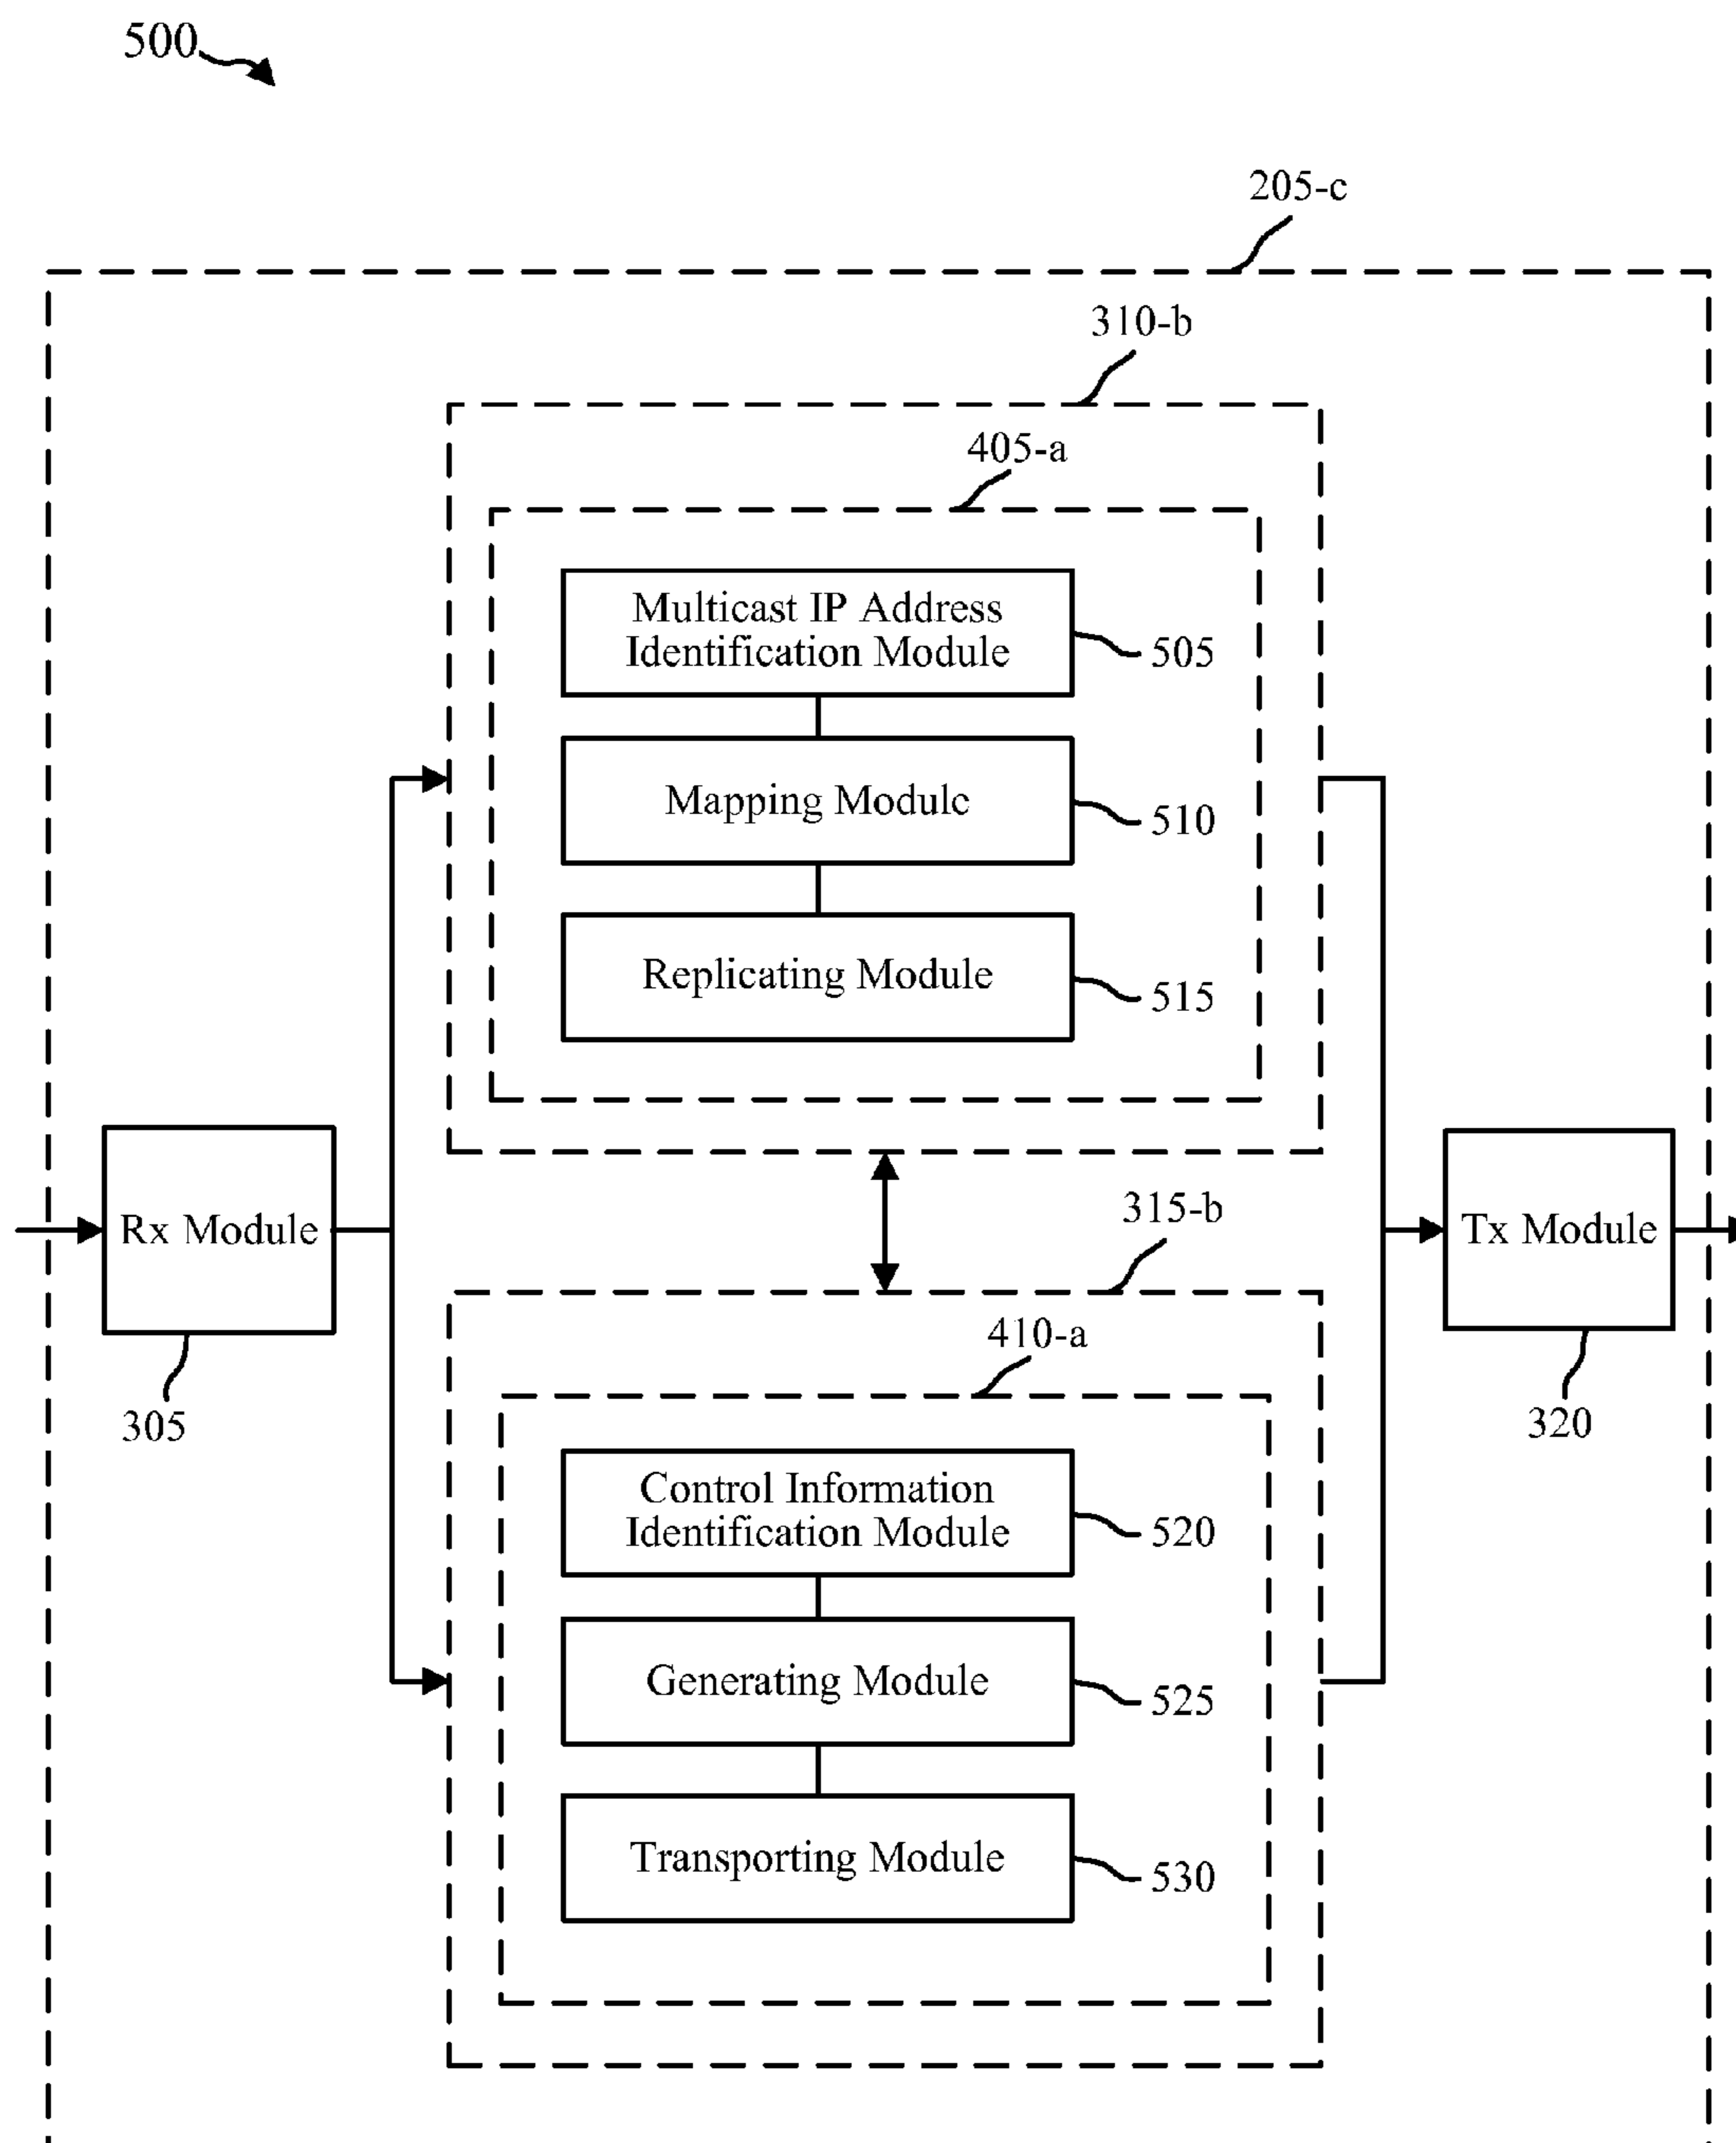 500
205-c
310-b
405-a
Multicast IP Address
Identification Module
505
Mapping Module
510
Replicating Module
515
Rx Module
305
315-b
Tx Module
320
410-a
Control Information
Identification Module
520
Generating Module
525
Transporting Module
530